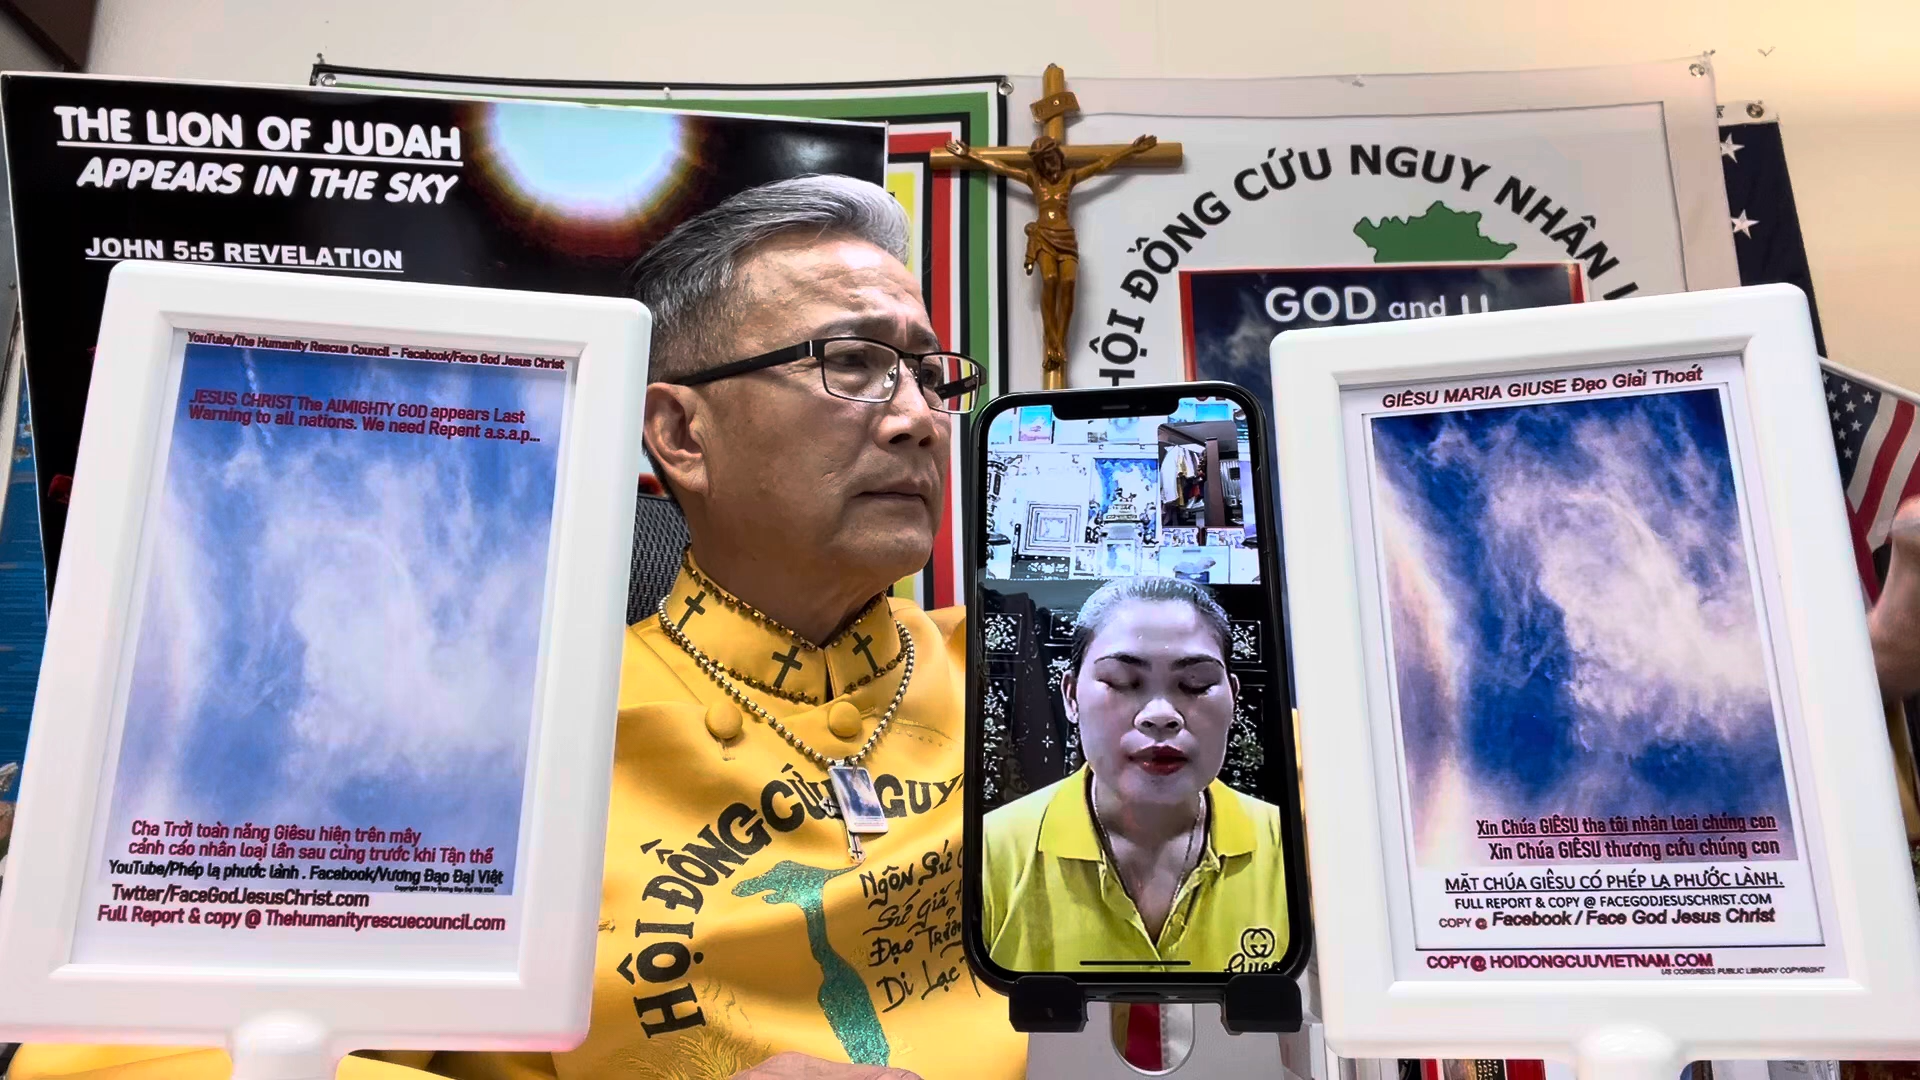 THE LION OF JUDAH
APPEARS IN THE SKY
JOHN 5:5 REVELATION
YouTube/The Humanity Rescue Council - Facebook/Face God Jesus Christ
JESUS CHRIST The ALMIGHTY GOD appears Last
Warning to all nations. We need Repent a.s.a.p...
Cha Trời toàn năng Giêsu hiện trên mây
cảnh cáo nhân loại lần sau cùng trước khi Tận thế
YouTube/Phép lạ phước lành . Facebook/Vương Đạo Đại Việt
Twtter/FaceGodJesusChrist.com
Full Report & copy @ Thehumanityrescuecouncil.com
HỘI ĐỒNG CỨU NGUY NHÂN
GOD and U
HỘI ĐỒNG CỨU NGUY
Ngôn Sứ
Sứ Giả
Đạo
Di Lạc
GIÊSU MARIA GIUSE Đạo Giải Thoát
Xin Chúa GIÊSU tha tội nhân loại chúng con
Xin Chúa GIÊSU thương cứu chúng con
MẶT CHÚA GIÊSU CÓ PHÉP LẠ PHƯỚC LÀNH.
FULL REPORT & COPY @ FACEGODJESUSCHRIST.COM
COPY @ Facebook / Face God Jesus Christ
COPY@ HOIDONGCUUVIETNAM.COM
US CONGRESS PUBLIC LIBRARY COPYRIGHT